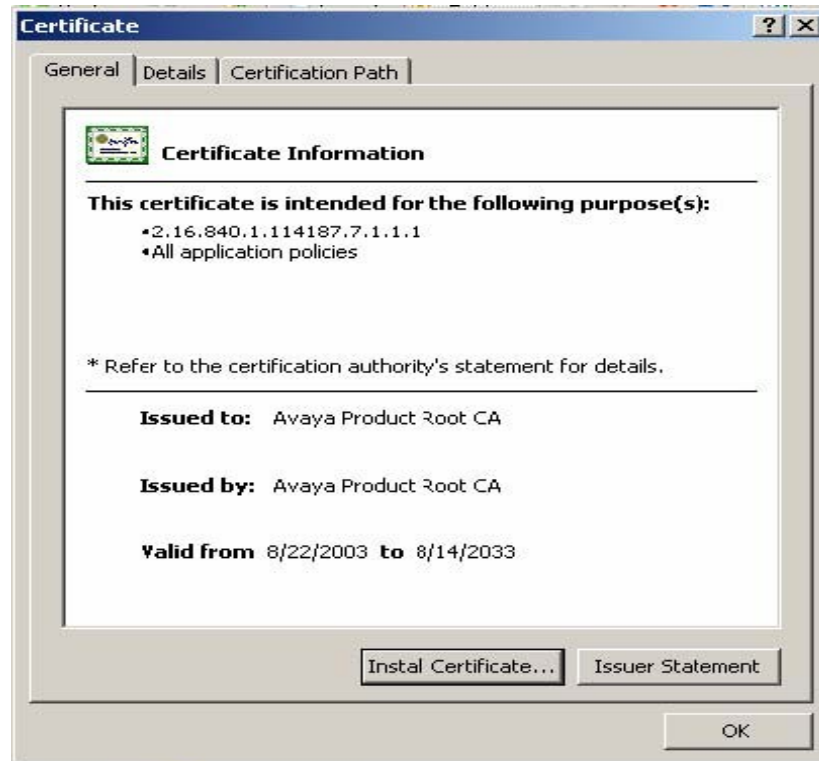 Certificate
General Details Certification Path
Certificate Information
This certificate is intended for the following purpose(s):
•2.16.840.1.114187.7.1.1.1
•All application policies
* Refer to the certification authority's statement for details.
Issued to: Avaya Product Root CA
Issued by: Avaya Product Root CA
Valid from 8/22/2003 to 8/14/2033
Instal Certificate... Issuer Statement
OK